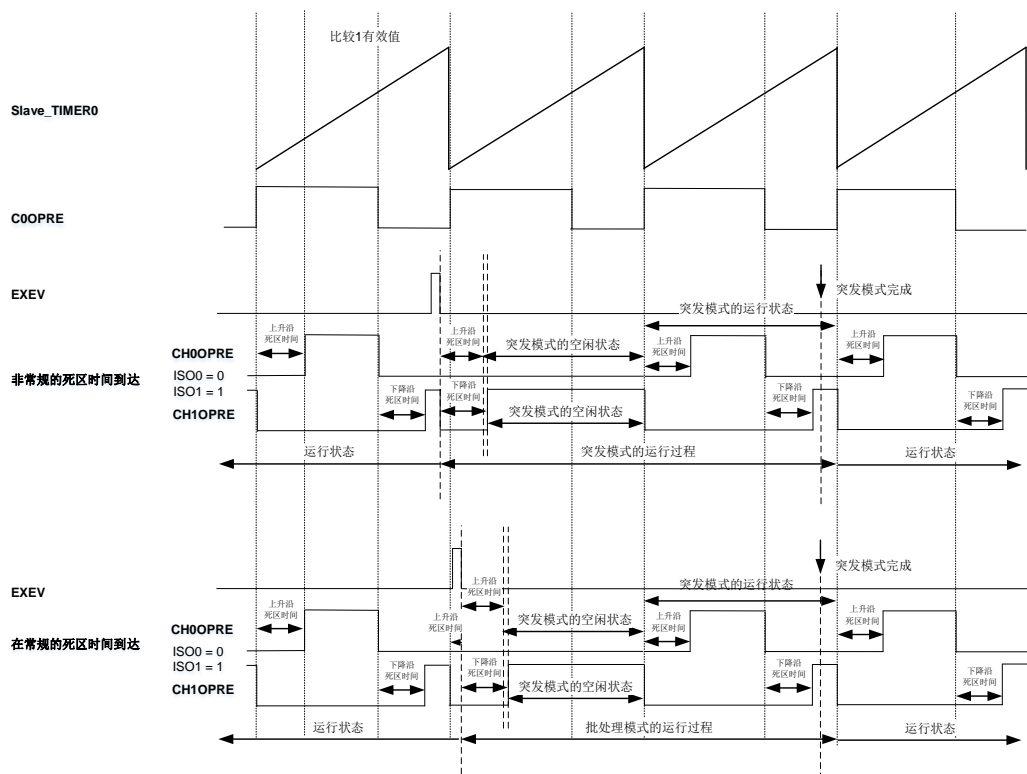 比较1有效值
Slave_TIMER0
C0OPRE
EXEV
突发模式完成
突发模式的运行状态
上升沿
死区时间
上升沿
死区时间
突发模式的空闲状态
上升沿
死区时间
上升沿
死区时间
CH0OPRE
非常规的死区时间到达
ISO0 = 0
ISO1 = 1
CH1OPRE
下降沿
死区时间
下降沿
死区时间
突发模式的空闲状态
下降沿
死区时间
下降沿
死区时间
运行状态
突发模式的运行过程
运行状态
EXEV
突发模式完成
突发模式的运行状态
上升沿
死区时间
上升沿
死区时间
上升沿
死区时间
突发模式的空闲状态
上升沿
死区时间
上升沿
死区时间
CH0OPRE
在常规的死区时间到达
ISO0 = 0
ISO1 = 1
CH1OPRE
下降沿
死区时间
下降沿
死区时间
突发模式的空闲状态
下降沿
死区时间
下降沿
死区时间
运行状态
批处理模式的运行过程
运行状态